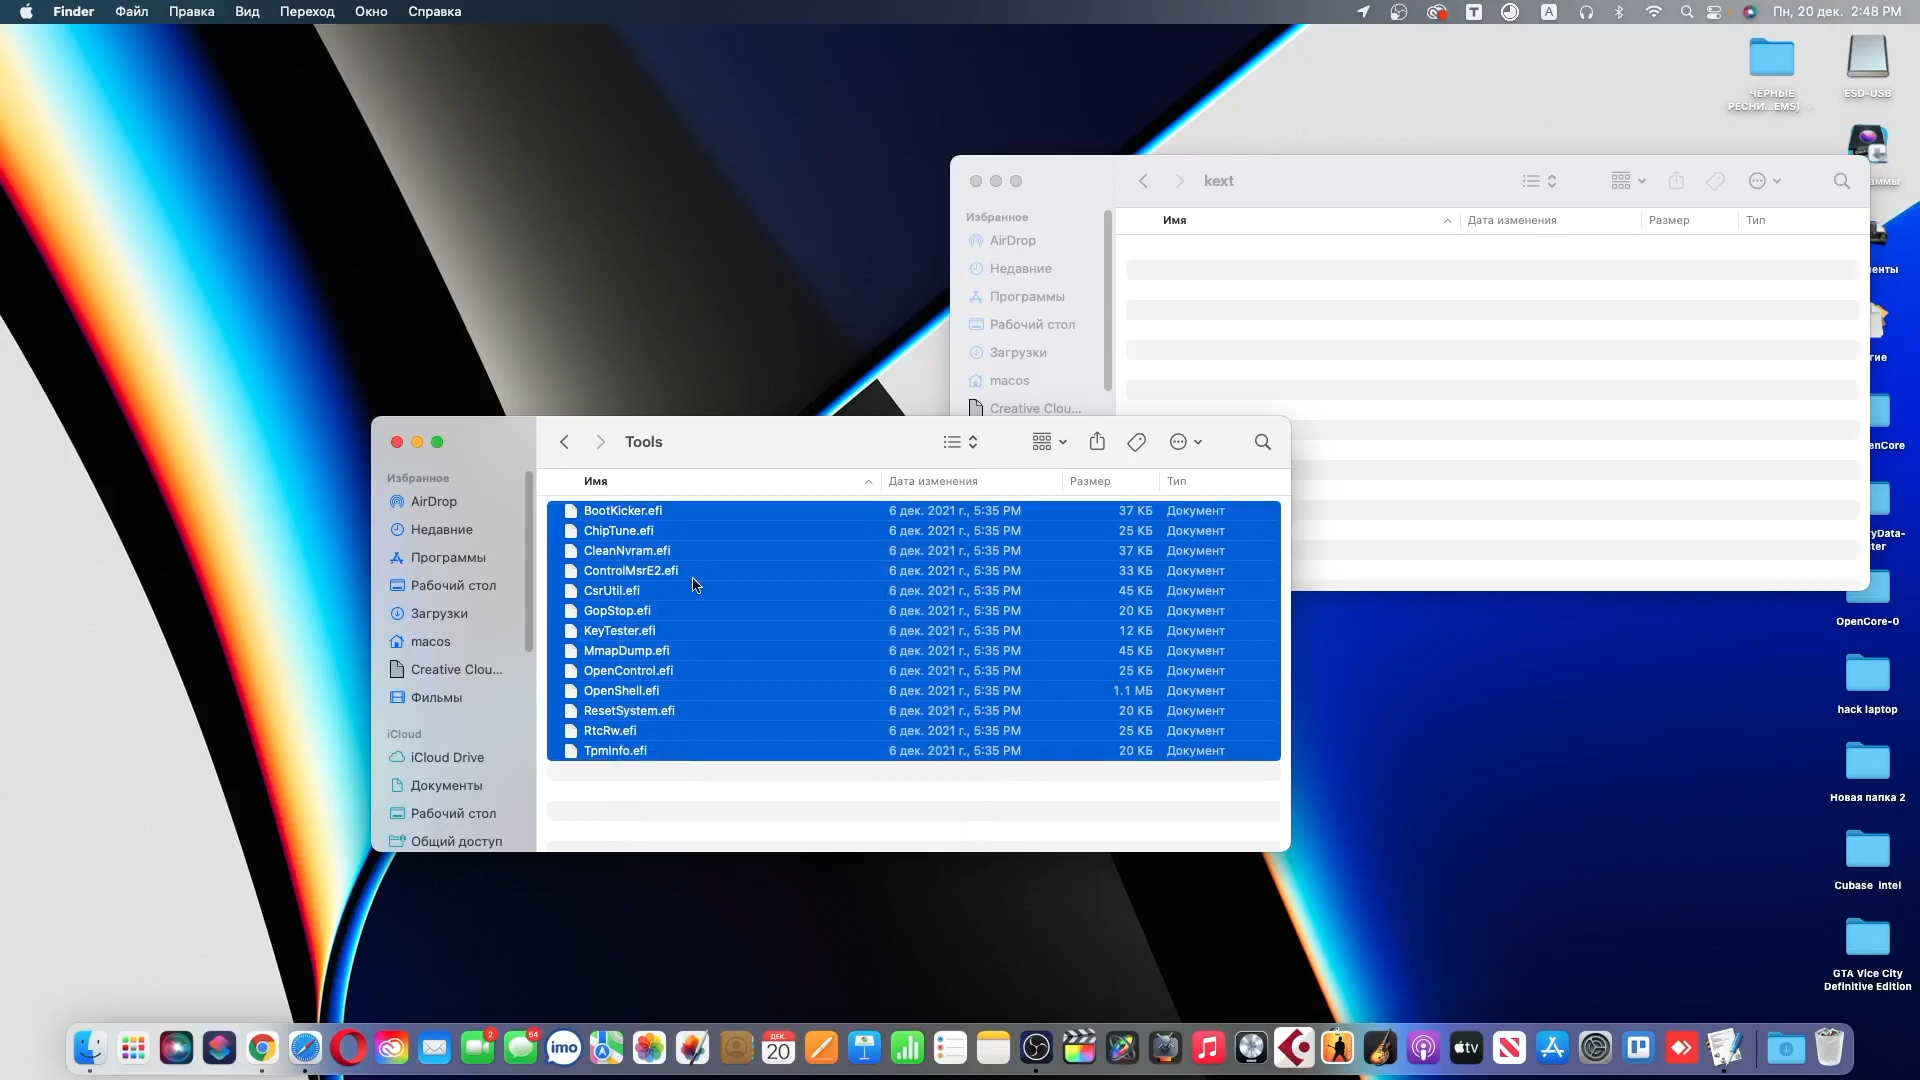 Finder Файл Правка Вид Переход Окно Справка
Пн, 20 дек. 2:48 PM
ЧЁРНЫЕ
РЕСНИ...EMS)
ESD-USB
kext
Избранное
AirDrop
Недавние
Программы
Рабочий стол
Загрузки
macos
Creative Clou...
Имя Дата изменения Размер Тип
Tools
Избранное
AirDrop
Недавние
Программы
Рабочий стол
Загрузки
macos
Creative Clou...
Фильмы
iCloud
iCloud Drive
Документы
Рабочий стол
Общий доступ
Имя Дата изменения Размер Тип
BootKicker.efi 6 дек. 2021 г., 5:35 PM 37 КБ Документ
ChipTune.efi 6 дек. 2021 г., 5:35 PM 25 КБ Документ
CleanNvram.efi 6 дек. 2021 г., 5:35 PM 37 КБ Документ
ControlMsrE2.efi 6 дек. 2021 г., 5:35 PM 33 КБ Документ
CsrUtil.efi 6 дек. 2021 г., 5:35 PM 45 КБ Документ
GopStop.efi 6 дек. 2021 г., 5:35 PM 20 КБ Документ
KeyTester.efi 6 дек. 2021 г., 5:35 PM 12 КБ Документ
MmapDump.efi 6 дек. 2021 г., 5:35 PM 45 КБ Документ
OpenControl.efi 6 дек. 2021 г., 5:35 PM 25 КБ Документ
OpenShell.efi 6 дек. 2021 г., 5:35 PM 1.1 МБ Документ
ResetSystem.efi 6 дек. 2021 г., 5:35 PM 20 КБ Документ
RtcRw.efi 6 дек. 2021 г., 5:35 PM 25 КБ Документ
TpmInfo.efi 6 дек. 2021 г., 5:35 PM 20 КБ Документ
OpenCore-0
hack laptop
Новая папка 2
Cubase intel
GTA Vice City
Definitive Edition
2
64
imo
ДЕК.
20
tv